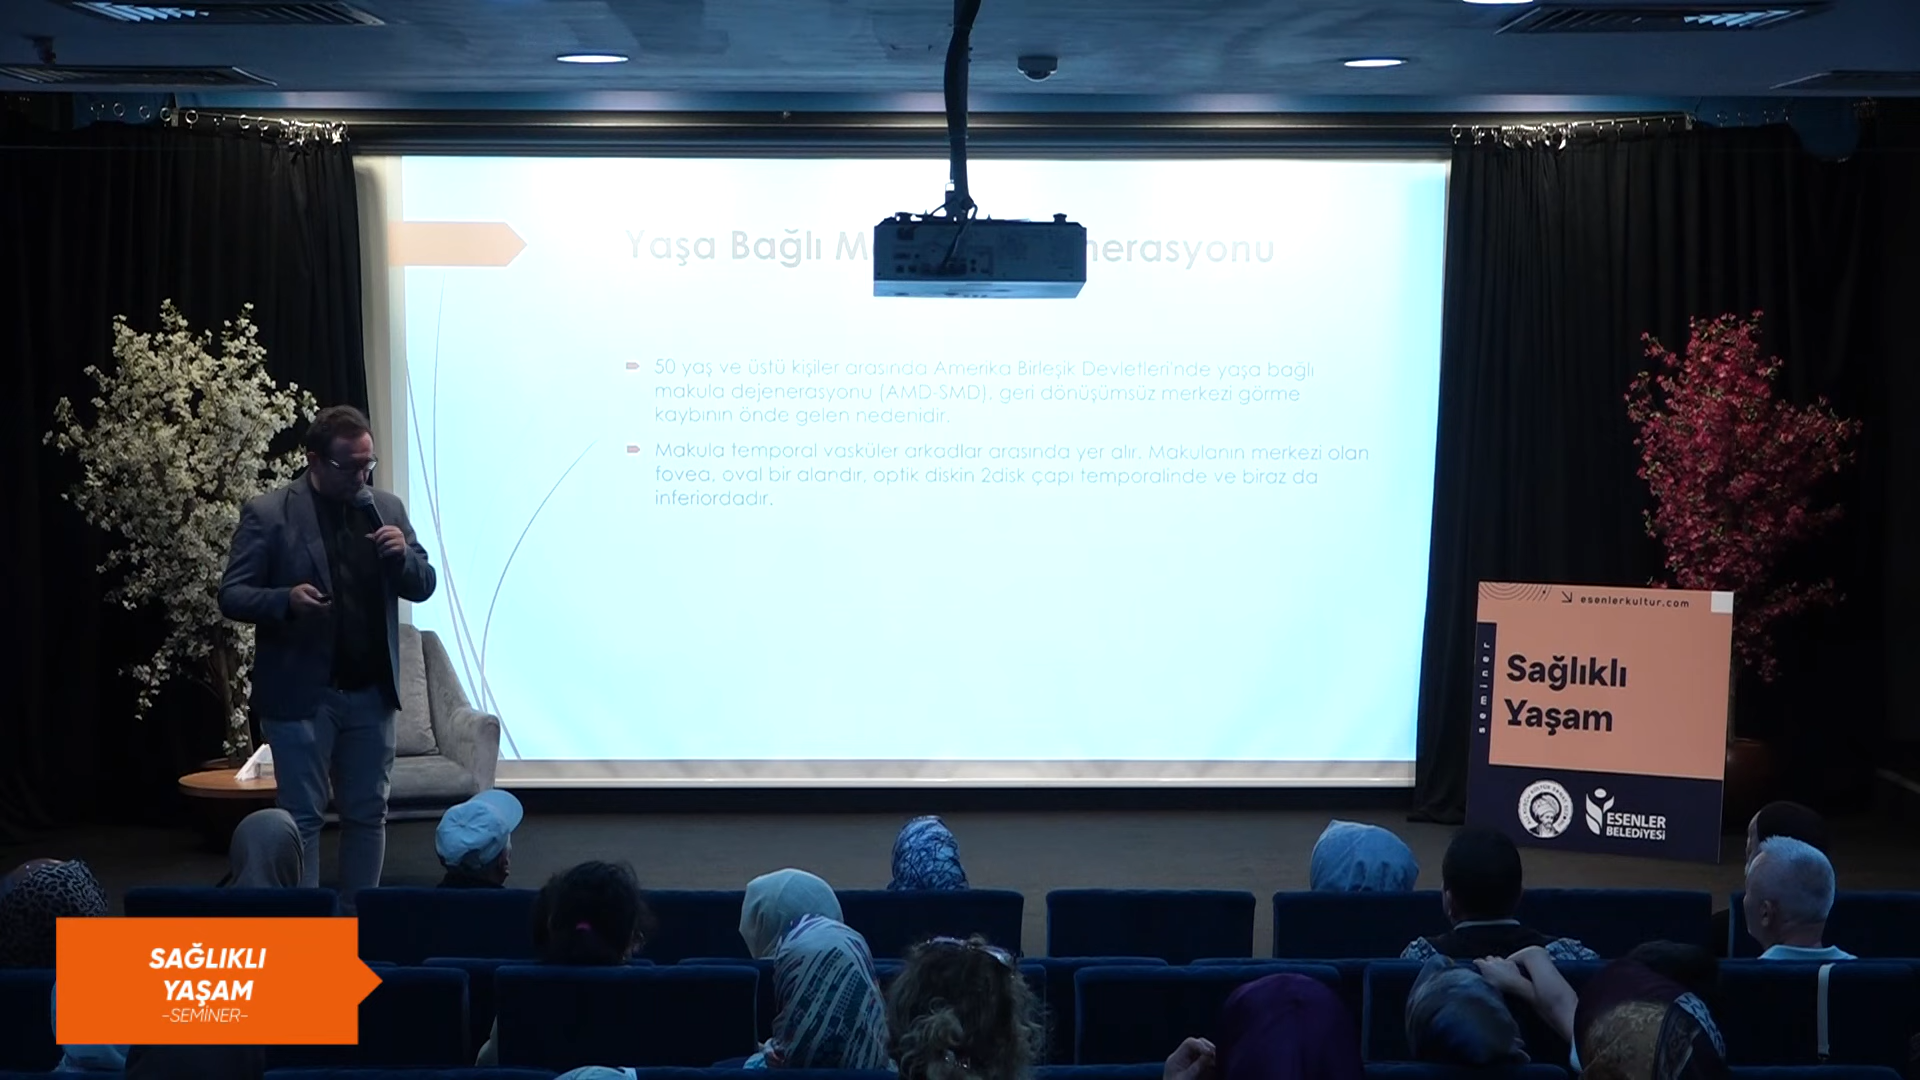 Yaşa Bağlı M nerasyonu
50 yaş ve üstü kişiler arasında Amerika Birleşik Devletleri'nde yaşa bağlı
makula dejenerasyonu (AMD-SMD), geri dönüşümsüz merkezi görme
kaybının önde gelen nedenidir.
Makula temporal vasküler arkadlar arasında yer alır. Makulanın merkezi olan
fovea, oval bir alandır, optik diskin 2disk çapı temporalinde ve biraz da
inferiordadır.
esenlerkultur.com
seminer
Sağlıklı
Yaşam
ESENLER
BELEDİYESİ
SAĞLIKLI
YAŞAM
-SEMİNER-